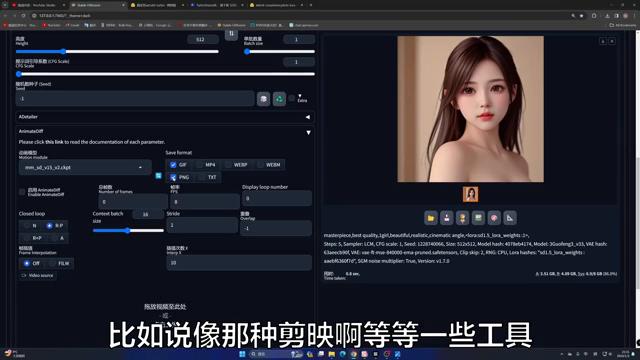 Stable Diffusion
高度
Height
512
单批数量
Batch size
1
提示词引导系数 (CFG Scale)
CFG Scale
1
随机数种子 (Seed)
Seed
-1
Extra
ADetailer
AnimateDiff
Please click this link to read the documentation of each parameter.
动画模型
Motion module
mm_sd_v15_v2.ckpt
Save format
GIF
MP4
WEBP
WEBM
PNG
TXT
启用 AnimateDiff
Enable AnimateDiff
总帧数
Number of frames
0
帧率
FPS
8
Display loop number
0
Closed loop
N
R-P
R+P
A
Context batch size
16
Stride
1
重叠
Overlap
-1
帧插值
Frame Interpolation
Off
FILM
插值次数 X
Interp X
10
Video source
拖放视频至此处
- 或 -
masterpiece,best quality,1girl,beautiful,realistic,cinematic angle,<lora:sd1.5_lora_weights :1>,
Steps: 5, Sampler: LCM, CFG scale: 1, Seed: 1228740066, Size: 512x512, Model hash: 4078eb4174, Model: 3Guofeng3_v33, VAE hash: 63aeecb90f, VAE: vae-ft-mse-840000-ema-pruned.safetensors, Clip skip: 2, RNG: CPU, Lora hashes: "sd1.5_lora_weights : aaebf6360f7d", SGM noise multiplier: True, Version: v1.7.0
用时:
Time taken:
0.8 sec.
比如说像那种剪映啊等等一些工具